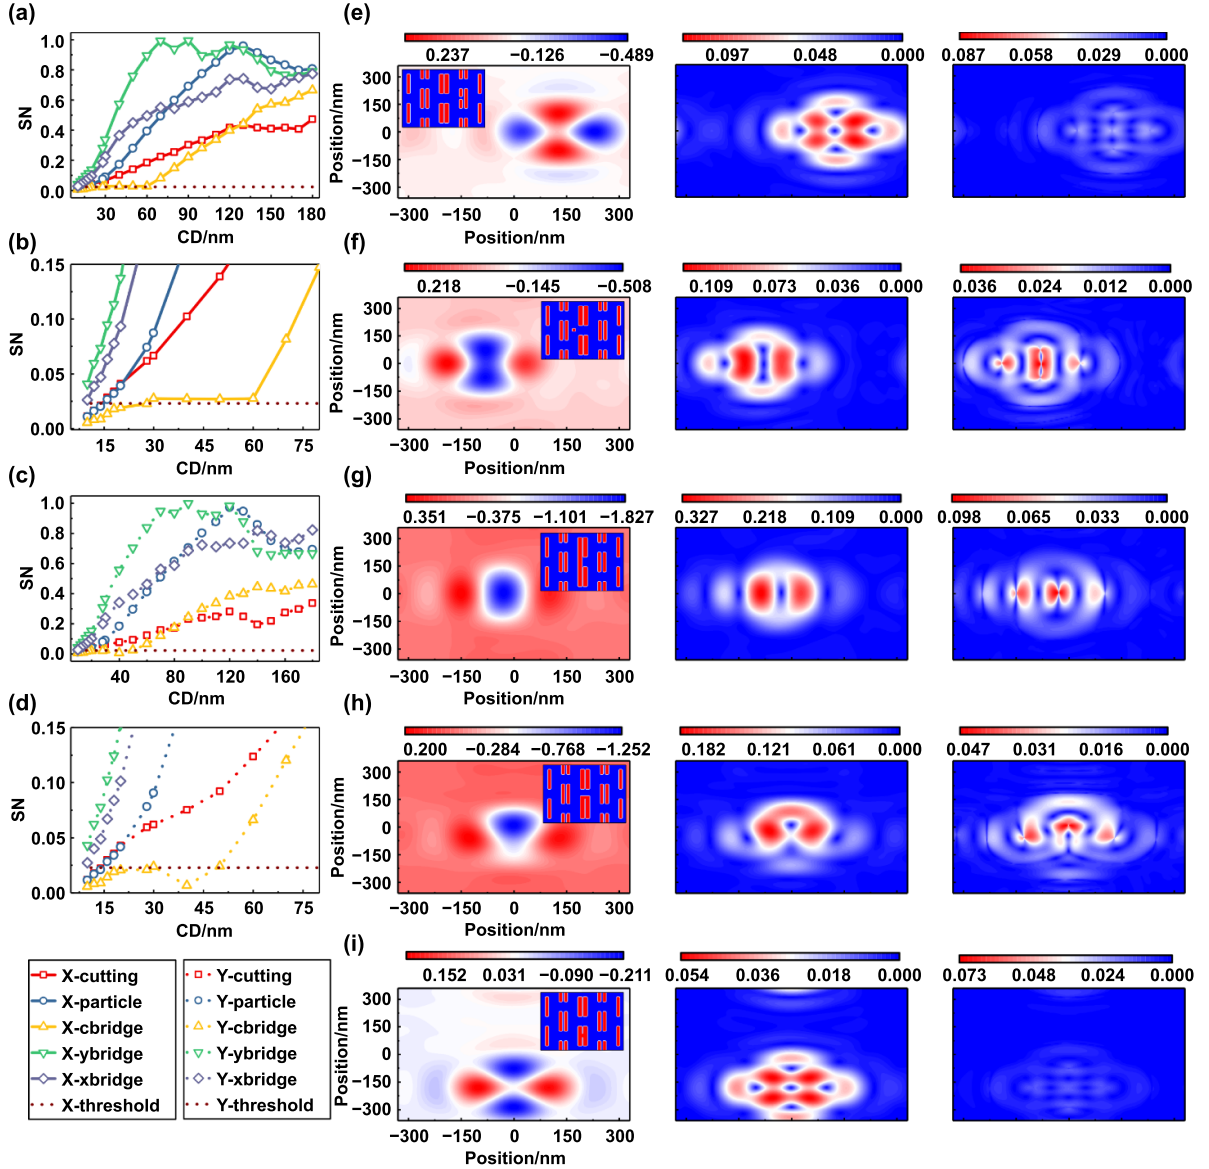 (a)
1.0
0.8
0.6
0.4
0.2
0.0
SN
30 60 90 120 150 180
CD/nm
(b)
0.15
0.10
0.05
0.00
SN
15 30 45 60 75
CD/nm
(c)
1.0
0.8
0.6
0.4
0.2
0.0
SN
40 80 120 160
CD/nm
(d)
0.15
0.10
0.05
0.00
SN
15 30 45 60 75
CD/nm
X-cutting
X-particle
X-cbridge
X-ybridge
X-xbridge
X-threshold
Y-cutting
Y-particle
Y-cbridge
Y-ybridge
Y-xbridge
Y-threshold
(e)
0.237 −0.126 −0.489
300
150
0
−150
−300
Position/nm
−300 −150 0 150 300
Position/nm
0.097 0.048 0.000
0.087 0.058 0.029 0.000
(f)
0.218 −0.145 −0.508
300
150
0
−150
−300
Position/nm
−300 −150 0 150 300
Position/nm
0.109 0.073 0.036 0.000
0.036 0.024 0.012 0.000
(g)
0.351 −0.375 −1.101 −1.827
300
150
0
−150
−300
Position/nm
−300 −150 0 150 300
Position/nm
0.327 0.218 0.109 0.000
0.098 0.065 0.033 0.000
(h)
0.200 −0.284 −0.768 −1.252
300
150
0
−150
−300
Position/nm
−300 −150 0 150 300
Position/nm
0.182 0.121 0.061 0.000
0.047 0.031 0.016 0.000
(i)
0.152 0.031 −0.090 −0.211
300
150
0
−150
−300
Position/nm
−300 −150 0 150 300
Position/nm
0.054 0.036 0.018 0.000
0.073 0.048 0.024 0.000